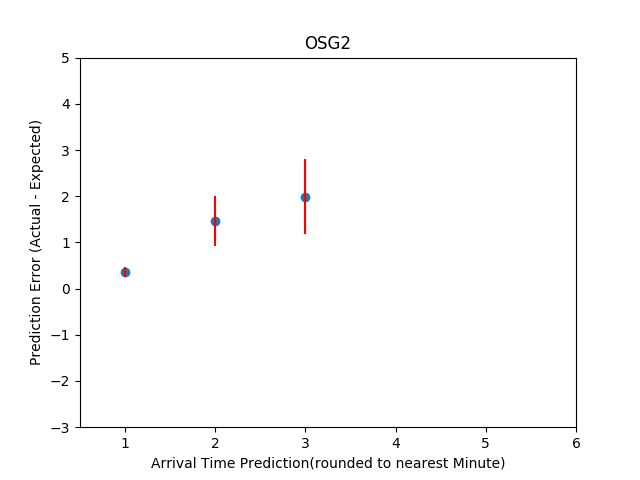 OSG2
Prediction Error (Actual - Expected)
5
4
3
2
1
0
−1
−2
−3
1 2 3 4 5 6
Arrival Time Prediction(rounded to nearest Minute)